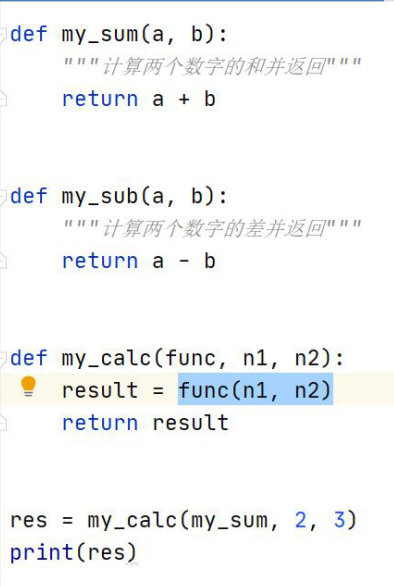 def my_sum(a, b):
    """计算两个数字的和并返回"""
    return a + b
def my_sub(a, b):
    """计算两个数字的差并返回"""
    return a - b
def my_calc(func, n1, n2):
    result = func(n1, n2)
    return result
res = my_calc(my_sum, 2, 3)
print(res)